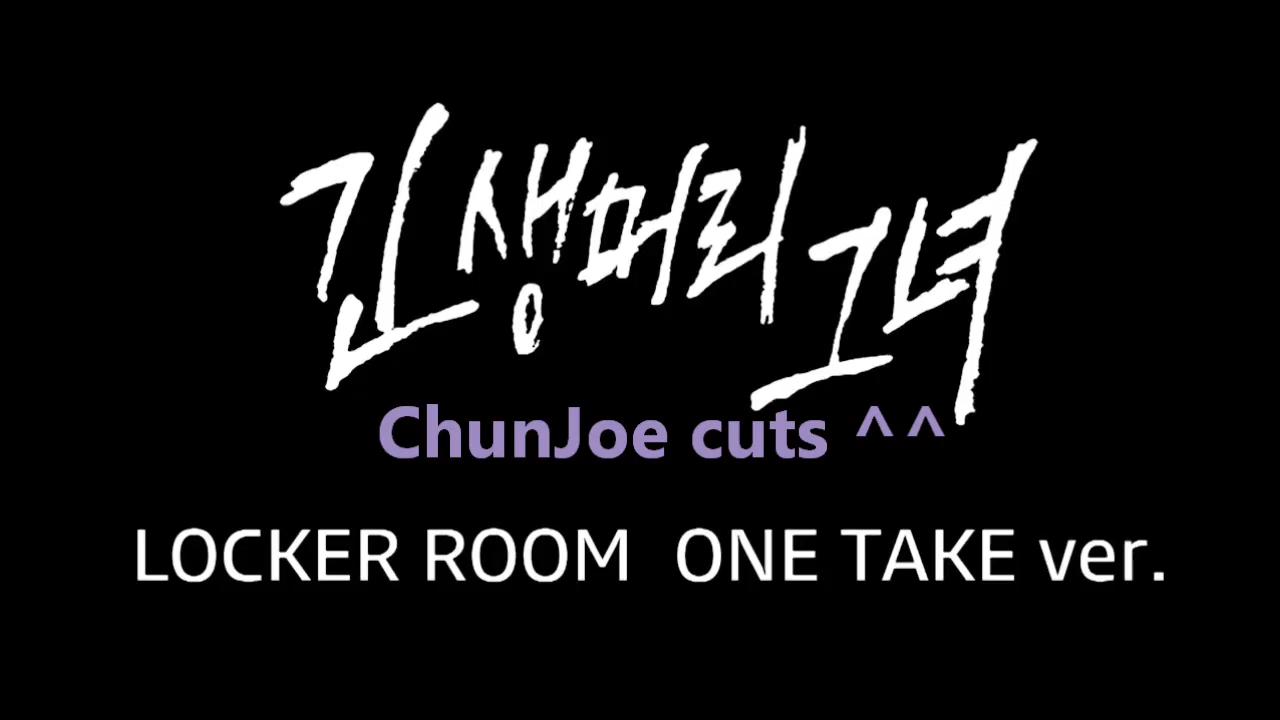 긴 생머리 그녀
ChunJoe cuts ^^
LOCKER ROOM ONE TAKE ver.